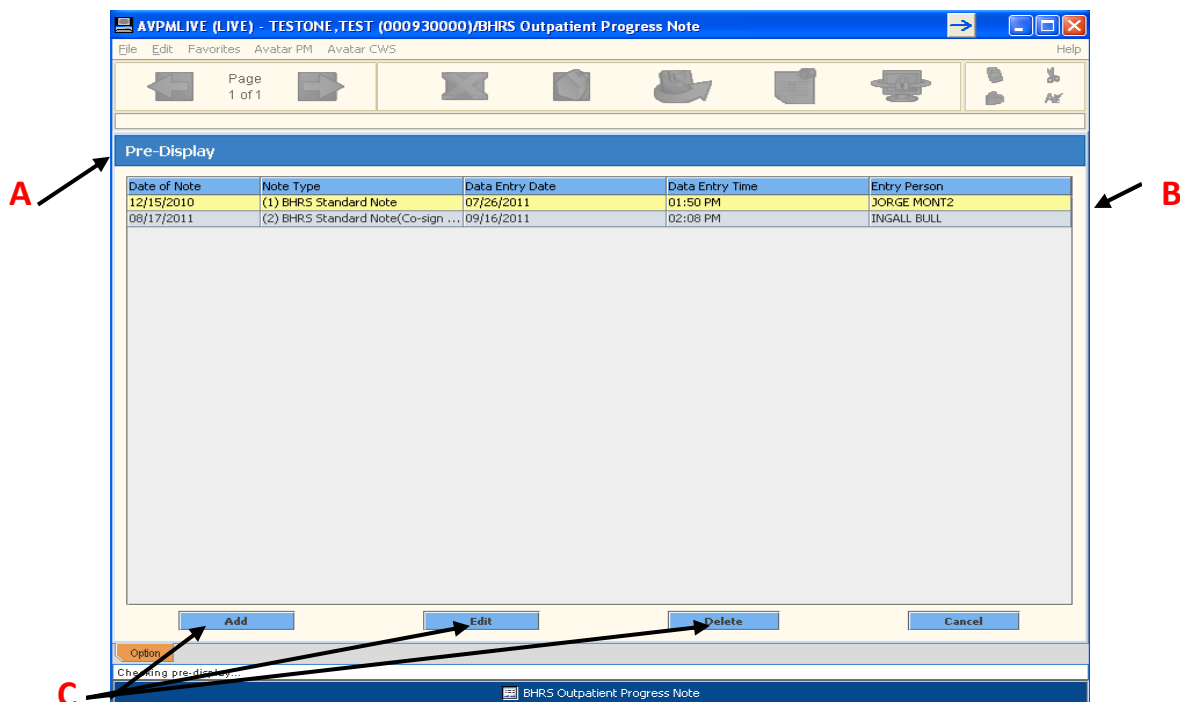 AVPMLIVE (LIVE) - TESTONE,TEST (000930000)/BHRS Outpatient Progress Note
File Edit Favorites Avatar PM Avatar CWS Help
Page
1 of 1
Pre-Display
A
B
Date of Note Note Type Data Entry Date Data Entry Time Entry Person
12/15/2010 (1) BHRS Standard Note 07/26/2011 01:50 PM JORGE MONT2
08/17/2011 (2) BHRS Standard Note(Co-sign ... 09/16/2011 02:08 PM INGALL BULL
Add Edit Delete Cancel
Option
Checking pre-display...
C
BHRS Outpatient Progress Note